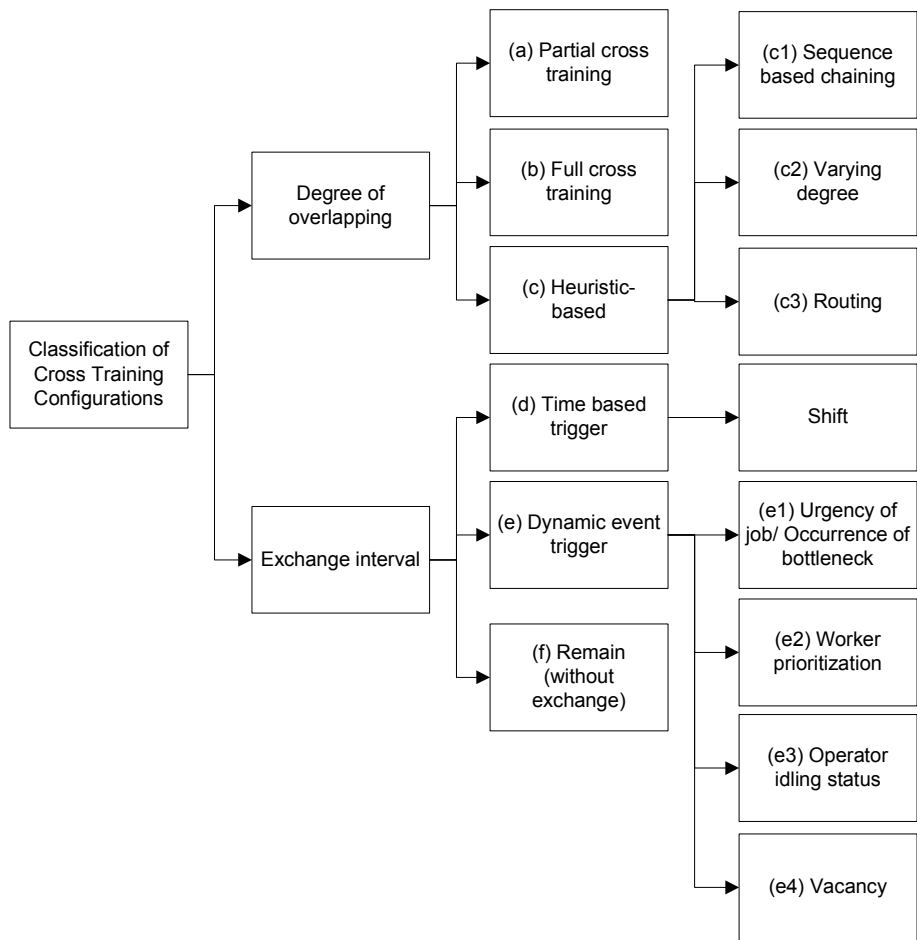 Classification of
Cross Training
Configurations
Degree of
overlapping
Exchange interval
(a) Partial cross
training
(b) Full cross
training
(c) Heuristic-
based
(d) Time based
trigger
(e) Dynamic event
trigger
(f) Remain
(without
exchange)
(c1) Sequence
based chaining
(c2) Varying
degree
(c3) Routing
Shift
(e1) Urgency of
job/ Occurrence of
bottleneck
(e2) Worker
prioritization
(e3) Operator
idling status
(e4) Vacancy